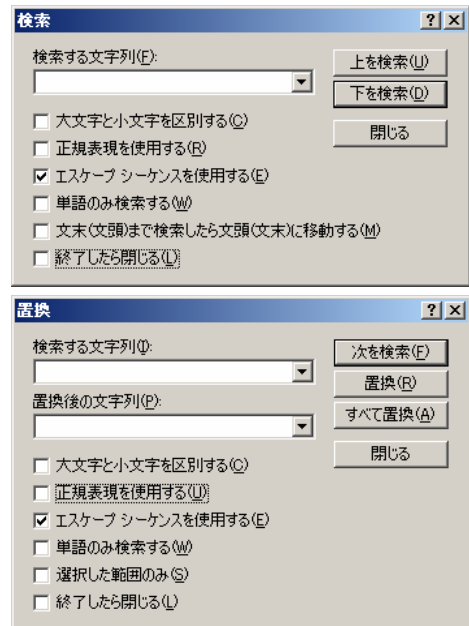 検索
検索する文字列(F):
上を検索(U)
下を検索(D)
閉じる
大文字と小文字を区別する(C)
正規表現を使用する(R)
エスケープ シーケンスを使用する(E)
単語のみ検索する(W)
文末(文頭)まで検索したら文頭(文末)に移動する(M)
終了したら閉じる(L)
置換
検索する文字列(I):
次を検索(F)
置換(R)
置換後の文字列(P):
すべて置換(A)
閉じる
大文字と小文字を区別する(C)
正規表現を使用する(U)
エスケープ シーケンスを使用する(E)
単語のみ検索する(W)
選択した範囲のみ(S)
終了したら閉じる(L)